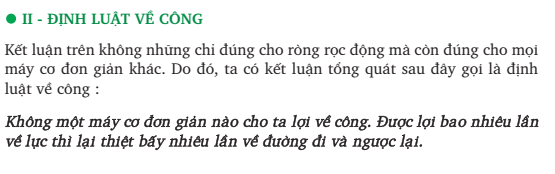 ● II - ĐỊNH LUẬT VỀ CÔNG
Kết luận trên không những chỉ đúng cho ròng rọc động mà còn đúng cho mọi
máy cơ đơn giản khác. Do đó, ta có kết luận tổng quát sau đây gọi là định
luật về công :
Không một máy cơ đơn giản nào cho ta lợi về công. Được lợi bao nhiêu lần
về lực thì lại thiệt bấy nhiêu lần về đường đi và ngược lại.